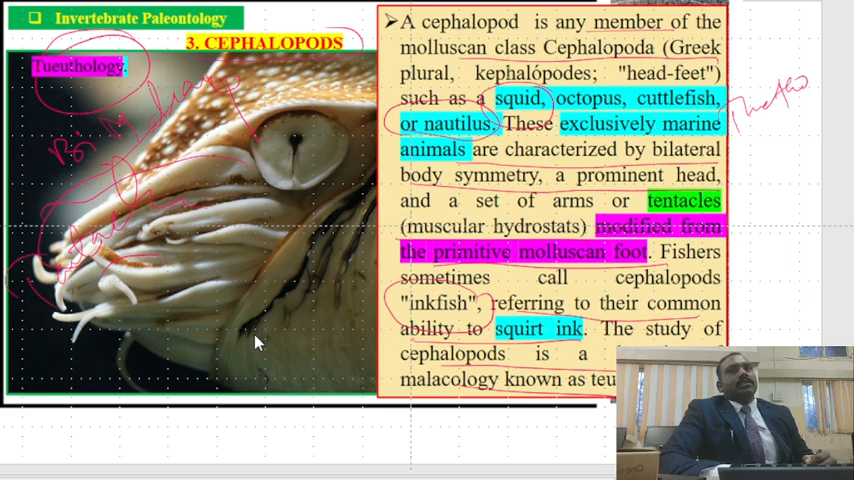 ❑ Invertebrate Paleontology
3. CEPHALOPODS
Tueuthology.
➢A cephalopod is any member of the
molluscan class Cephalopoda (Greek
plural, kephalópodes; "head-feet")
such as a squid, octopus, cuttlefish,
or nautilus. These exclusively marine
animals are characterized by bilateral
body symmetry, a prominent head,
and a set of arms or tentacles
(muscular hydrostats) modified from
the primitive molluscan foot. Fishers
sometimes call cephalopods
"inkfish", referring to their common
ability to squirt ink. The study of
cephalopods is a
malacology known as teu